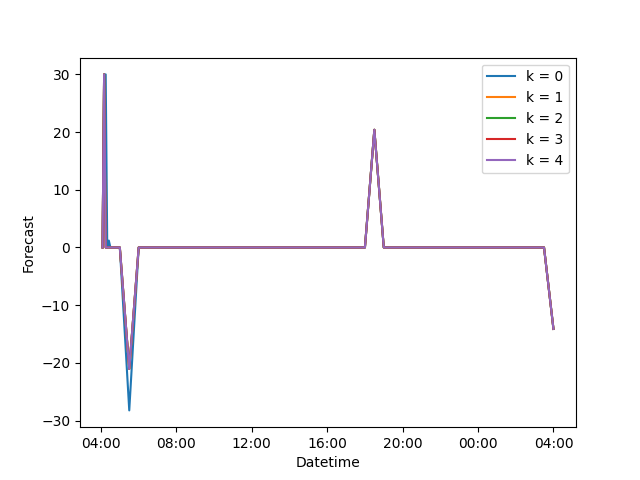 30
20
10
0
−10
−20
−30
Forecast
04:00 08:00 12:00 16:00 20:00 00:00 04:00
Datetime
k = 0
k = 1
k = 2
k = 3
k = 4